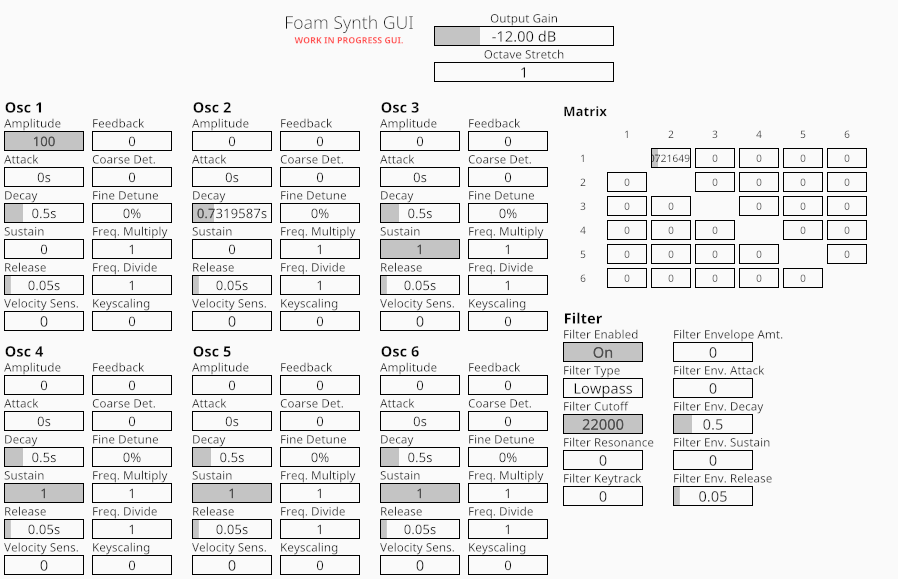 Foam Synth GUI
WORK IN PROGRESS GUI.
Output Gain
-12.00 dB
Octave Stretch
1
Osc 1 Osc 2 Osc 3
Amplitude Feedback Amplitude Feedback Amplitude Feedback
100 0 0 0 0 0
Attack Coarse Det. Attack Coarse Det. Attack Coarse Det.
0s 0 0s 0 0s 0
Decay Fine Detune Decay Fine Detune Decay Fine Detune
0.5s 0% 0.7319587s 0% 0.5s 0%
Sustain Freq. Multiply Sustain Freq. Multiply Sustain Freq. Multiply
0 1 0 1 1 1
Release Freq. Divide Release Freq. Divide Release Freq. Divide
0.05s 1 0.05s 1 0.05s 1
Velocity Sens. Keyscaling Velocity Sens. Keyscaling Velocity Sens. Keyscaling
0 0 0 0 0 0
Osc 4 Osc 5 Osc 6
Amplitude Feedback Amplitude Feedback Amplitude Feedback
0 0 0 0 0 0
Attack Coarse Det. Attack Coarse Det. Attack Coarse Det.
0s 0 0s 0 0s 0
Decay Fine Detune Decay Fine Detune Decay Fine Detune
0.5s 0% 0.5s 0% 0.5s 0%
Sustain Freq. Multiply Sustain Freq. Multiply Sustain Freq. Multiply
1 1 1 1 1 1
Release Freq. Divide Release Freq. Divide Release Freq. Divide
0.05s 1 0.05s 1 0.05s 1
Velocity Sens. Keyscaling Velocity Sens. Keyscaling Velocity Sens. Keyscaling
0 0 0 0 0 0
Matrix
1 2 3 4 5 6
1 0 0 0 0
2 0 0 0 0 0
3 0 0 0 0 0
4 0 0 0 0 0
5 0 0 0 0 0
6 0 0 0 0 0
Filter
Filter Enabled Filter Envelope Amt.
On 0
Filter Type Filter Env. Attack
Lowpass 0
Filter Cutoff Filter Env. Decay
22000 0.5
Filter Resonance Filter Env. Sustain
0 0
Filter Keytrack Filter Env. Release
0 0.05